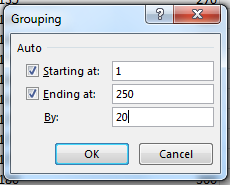 Grouping
Auto
Starting at: 1
Ending at: 250
By: 20
OK Cancel